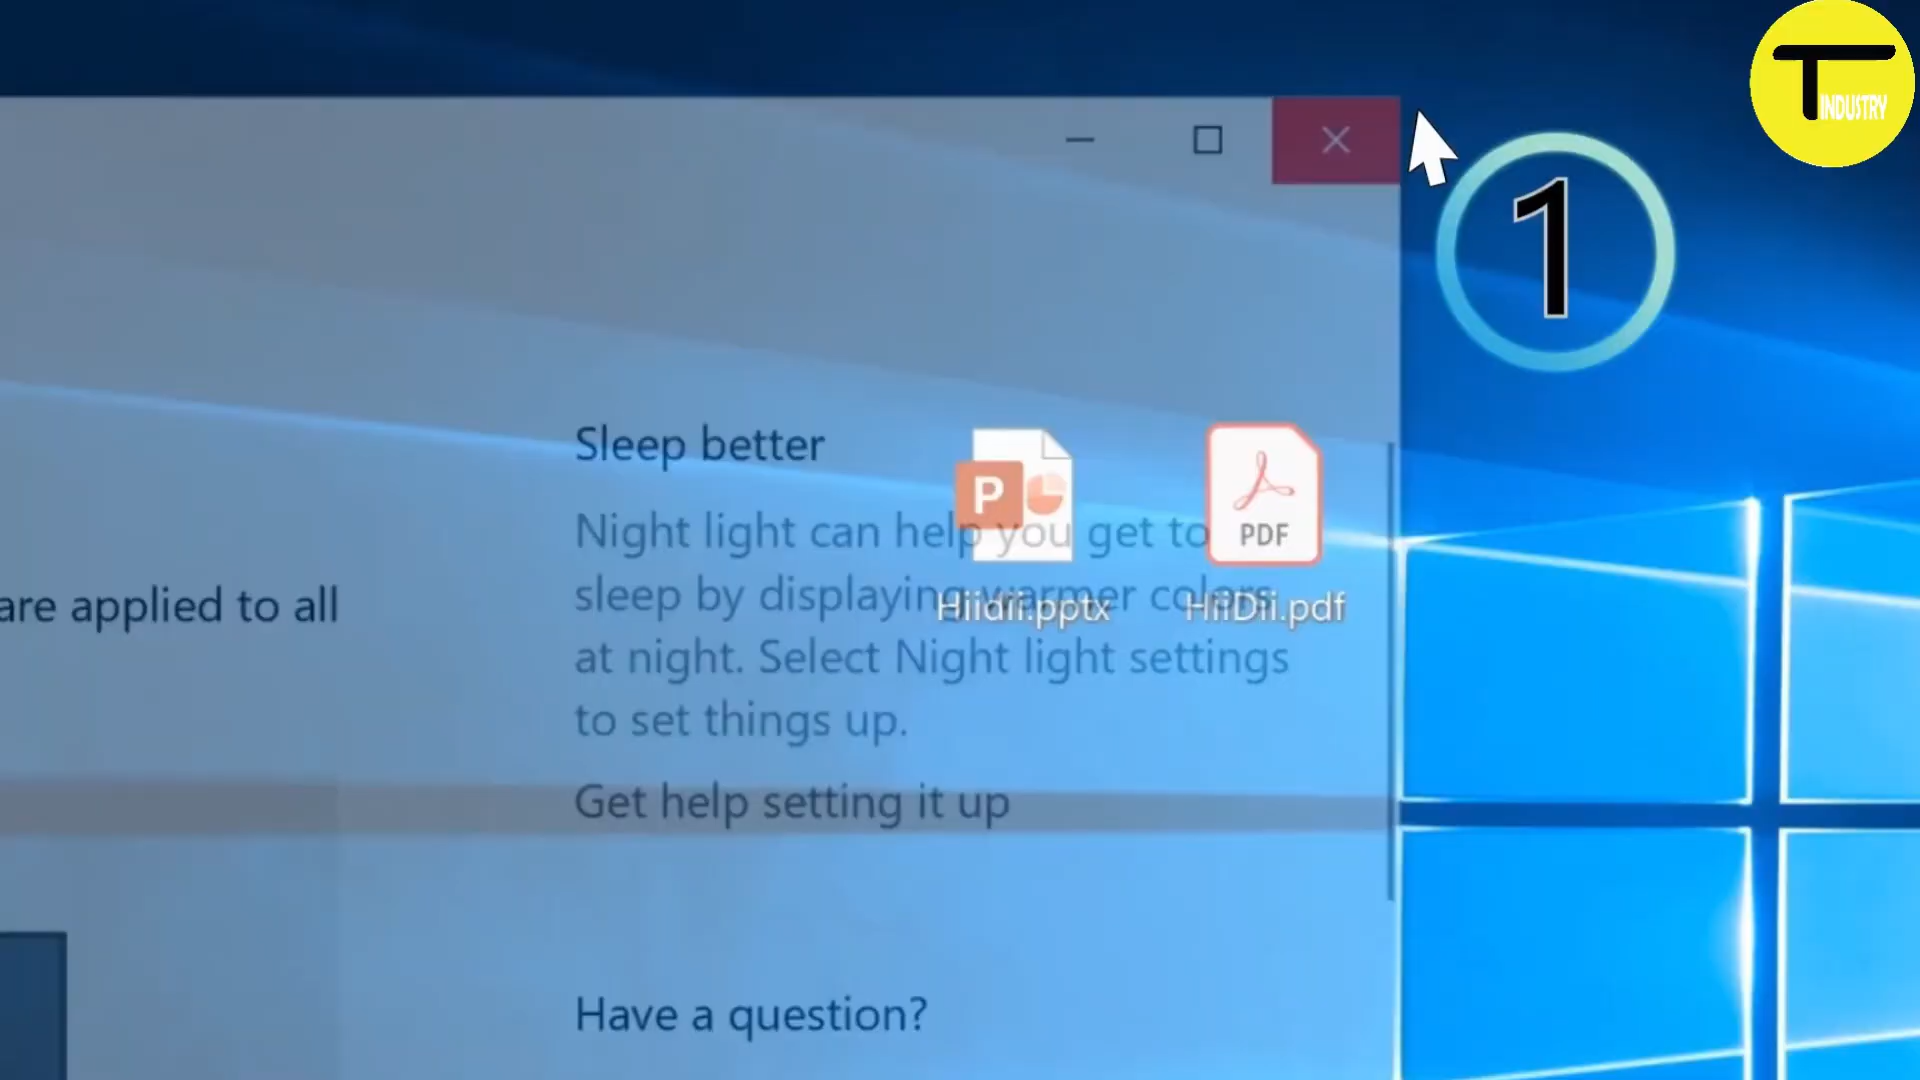 T
INDUSTRY
1
Sleep better
P
PDF
Night light can help you get to
sleep by displaying warmer colors
at night. Select Night light settings
to set things up.
Hiidii.pptx
HiiDii.pdf
are applied to all
Get help setting it up
Have a question?